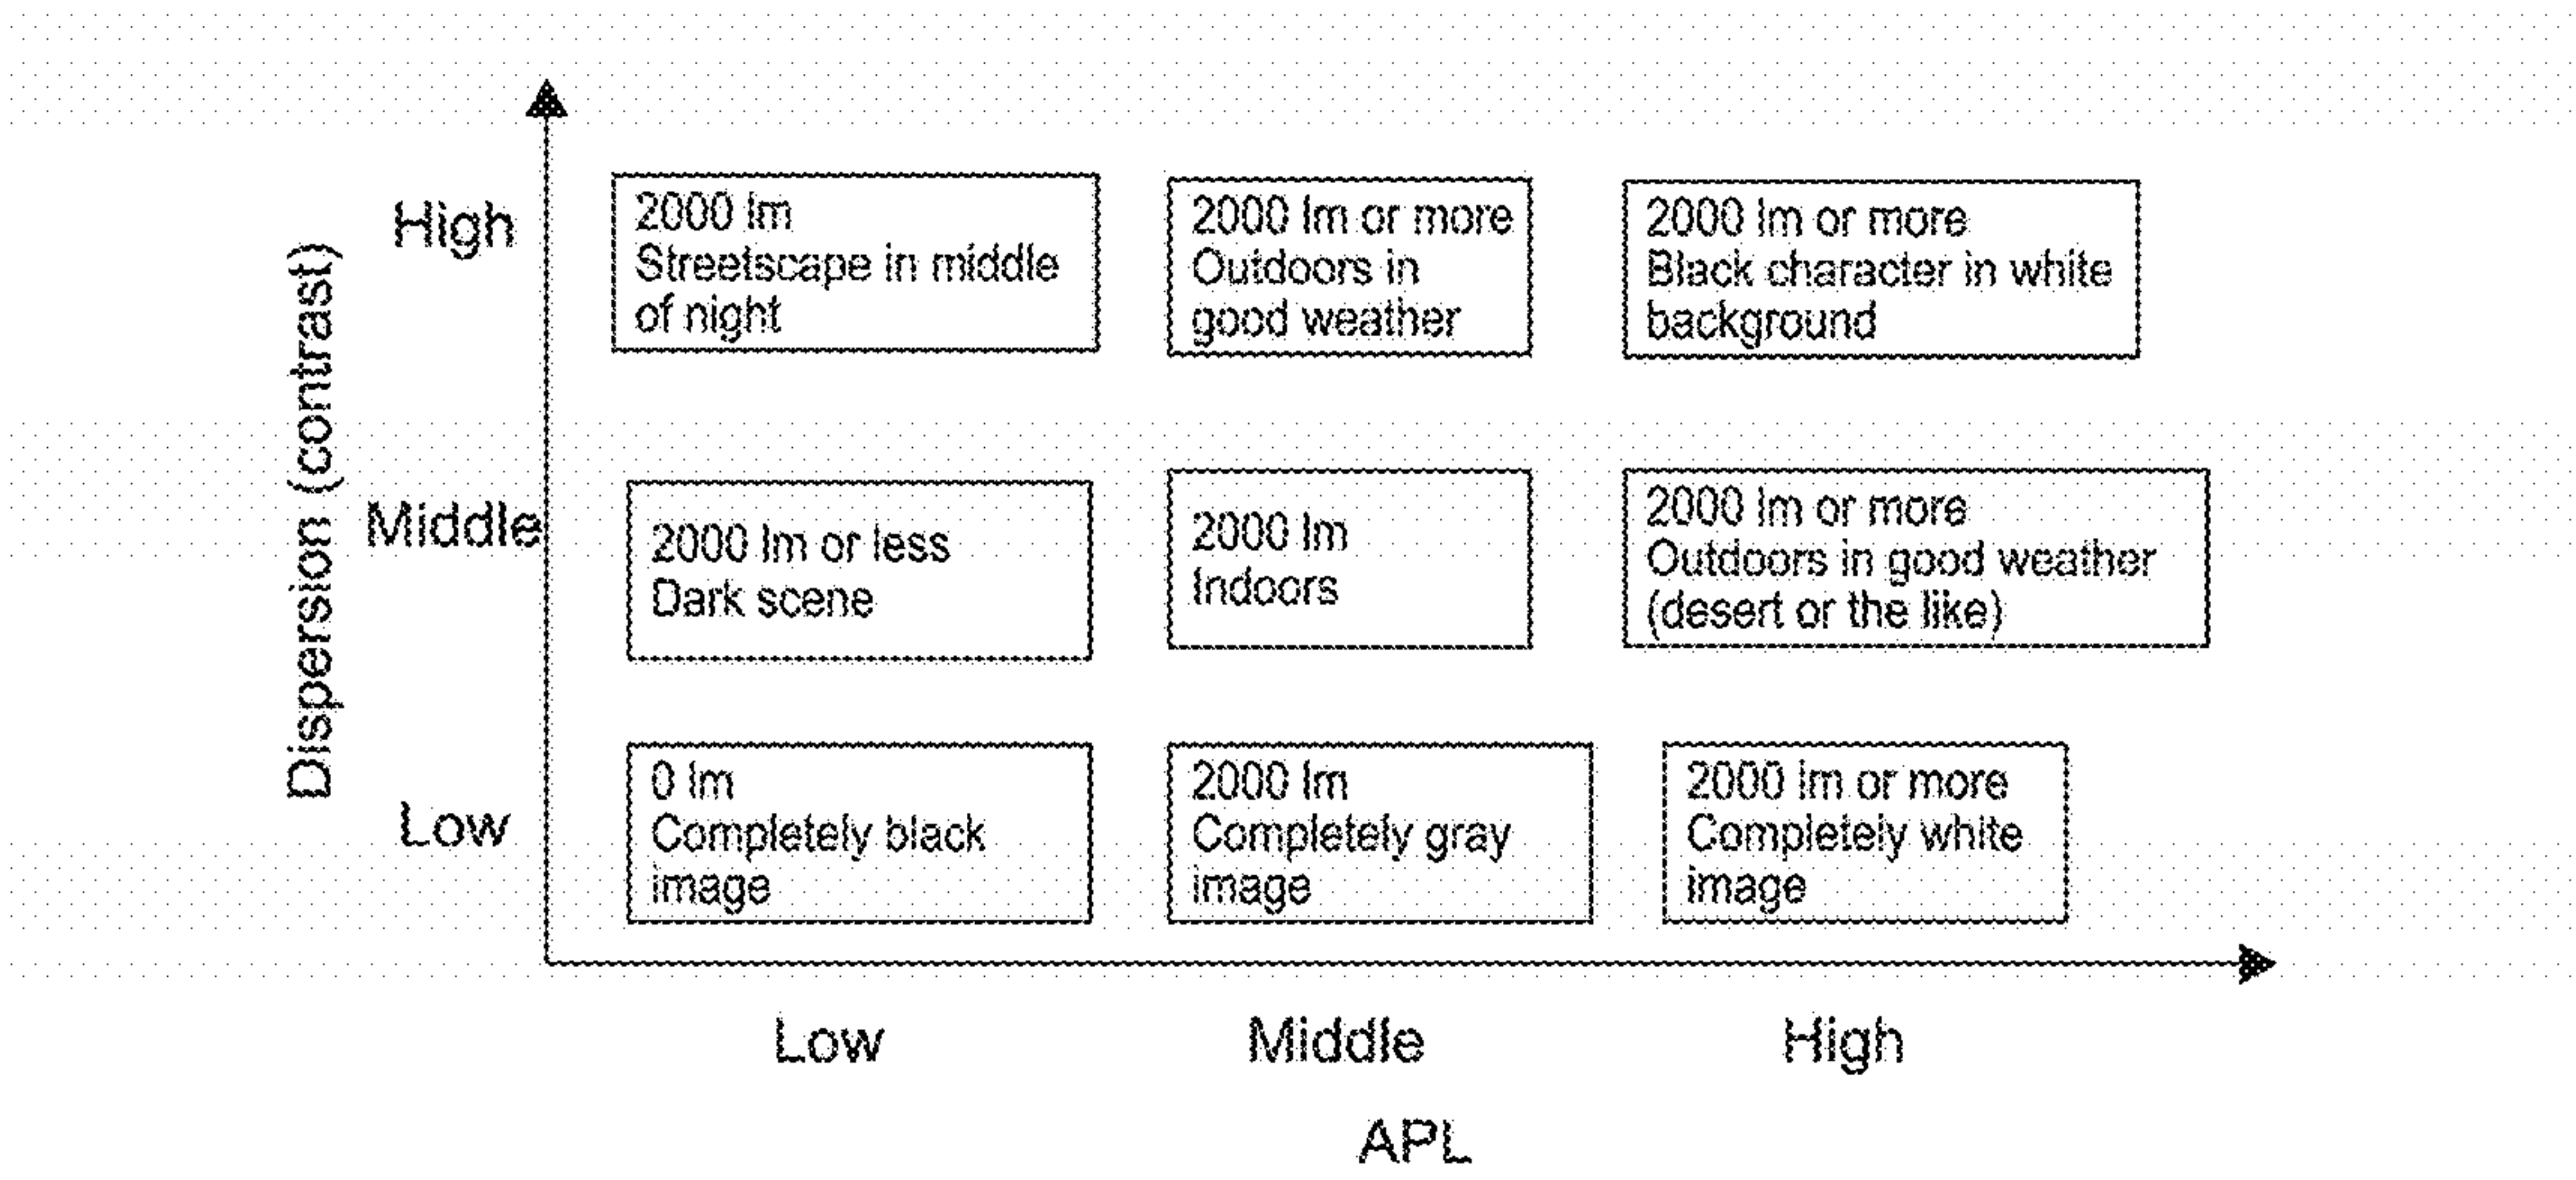 Dispersion (contrast)
High
2000 lm
Streetscape in middle
of night
2000 lm or more
Outdoors in
good weather
2000 lm or more
Black character in white
background
Middle
2000 lm or less
Dark scene
2000 lm
Indoors
2000 lm or more
Outdoors in good weather
(desert or the like)
Low
0 lm
Completely black
image
2000 lm
Completely gray
image
2000 lm or more
Completely white
image
Low
Middle
High
APL